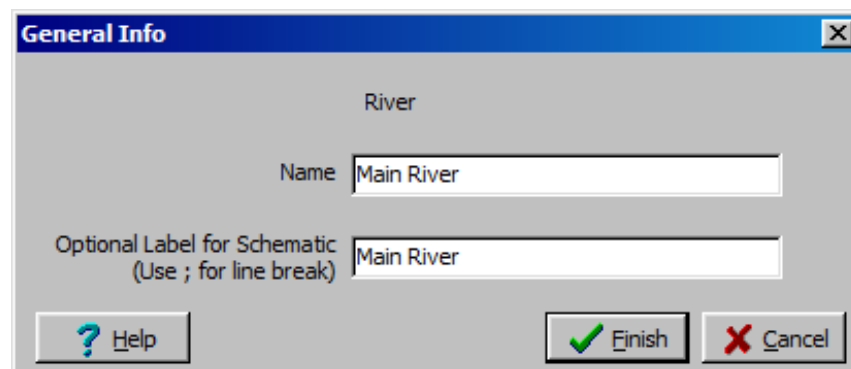 General Info
River
Name
Main River
Optional Label for Schematic
(Use ; for line break)
Main River
? Help
Finish
Cancel